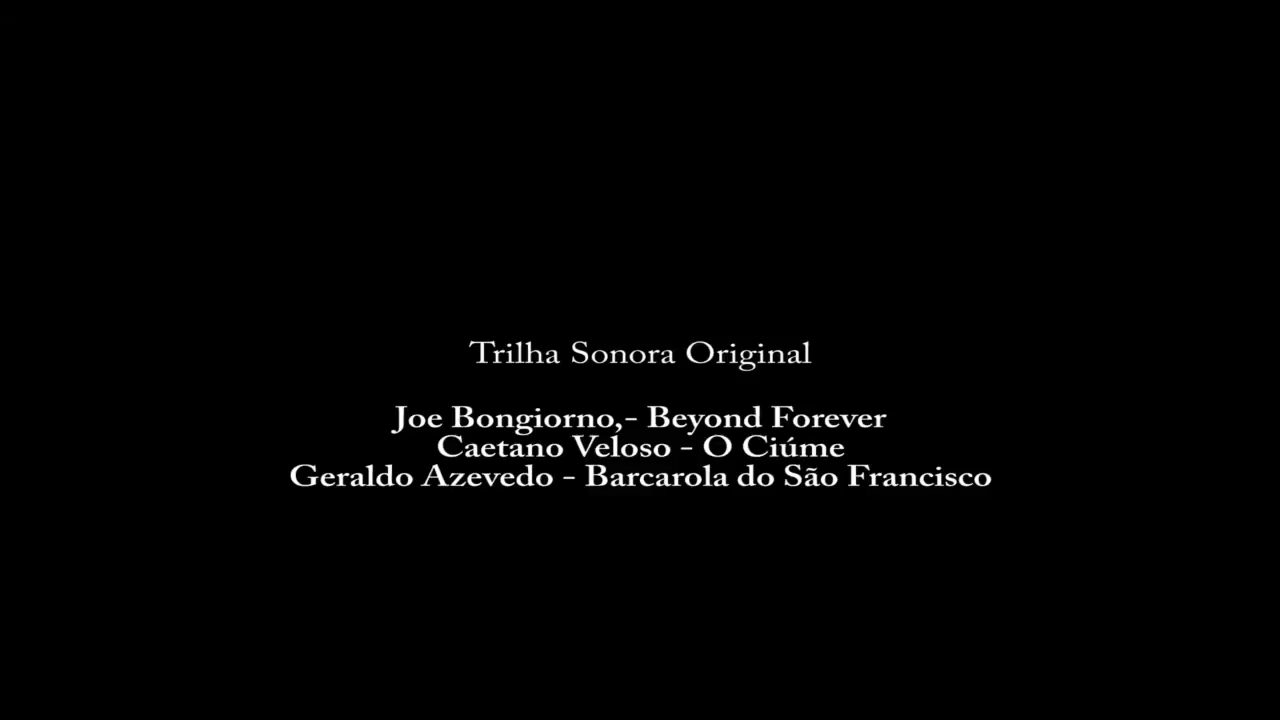 Trilha Sonora Original
Joe Bongiorno,- Beyond Forever
Caetano Veloso - O Ciúme
Geraldo Azevedo - Barcarola do São Francisco